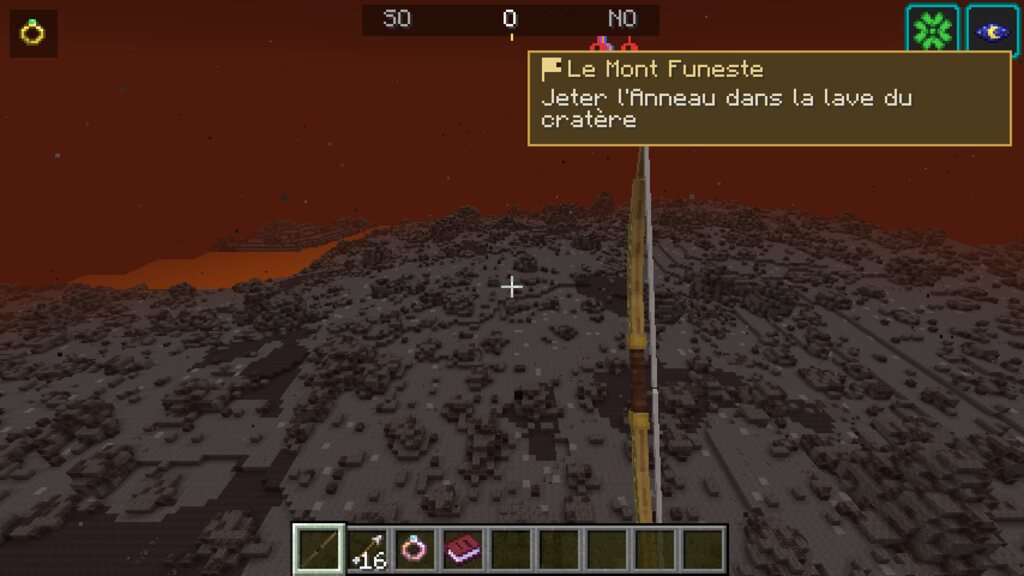 SO O NO
Le Mont Funeste
Jeter l'Anneau dans la lave du
cratère
+16